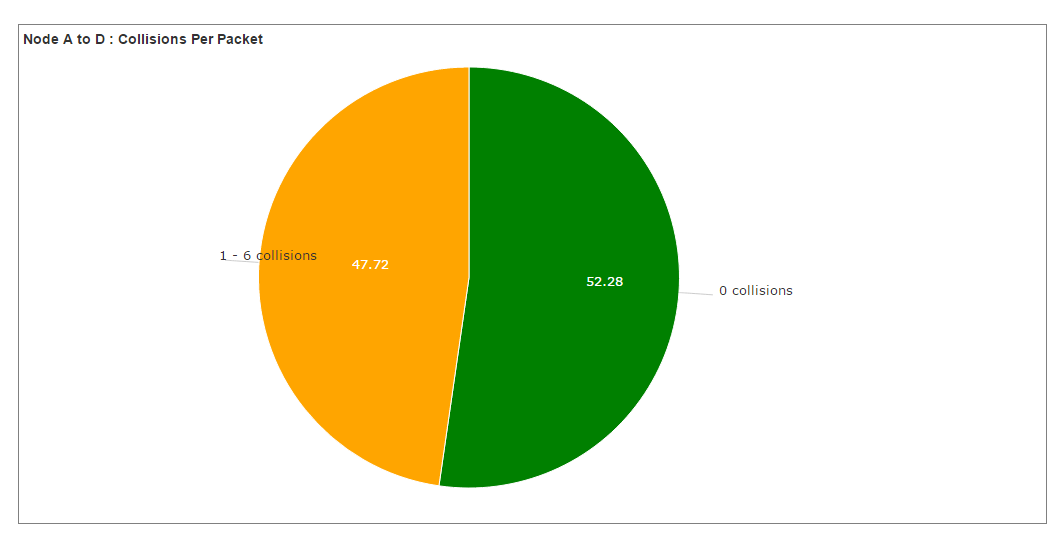 Node A to D : Collisions Per Packet
1 - 6 collisions
47.72
52.28
0 collisions